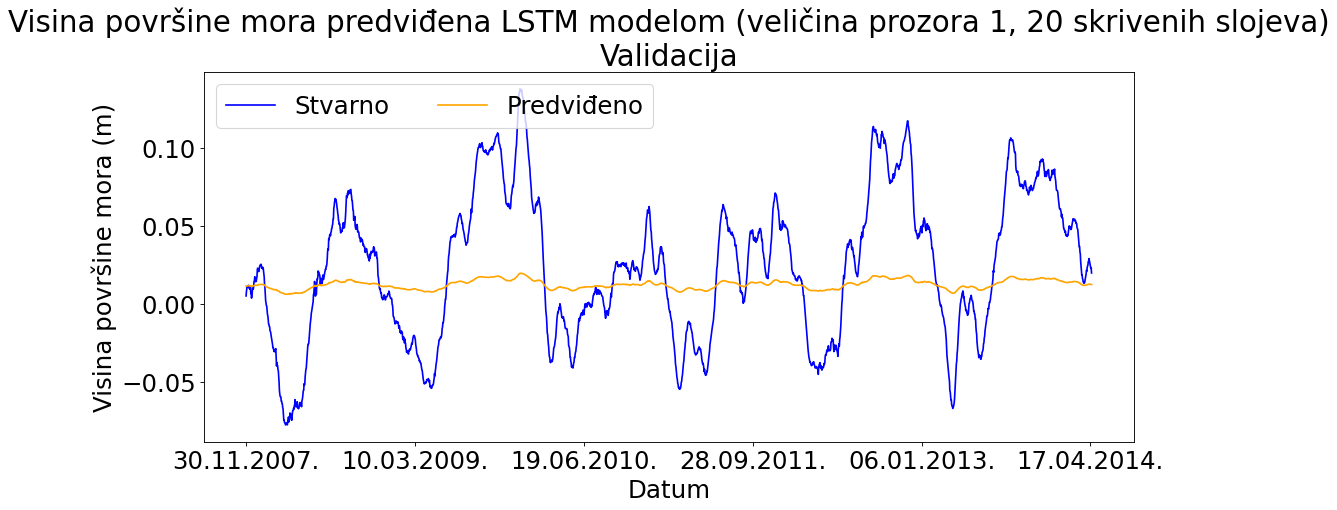 Visina površine mora predviđena LSTM modelom (veličina prozora 1, 20 skrivenih slojeva)
Validacija
Stvarno
Predviđeno
Visina površine mora (m)
0.10
0.05
0.00
−0.05
30.11.2007.
10.03.2009.
19.06.2010.
28.09.2011.
06.01.2013.
17.04.2014.
Datum